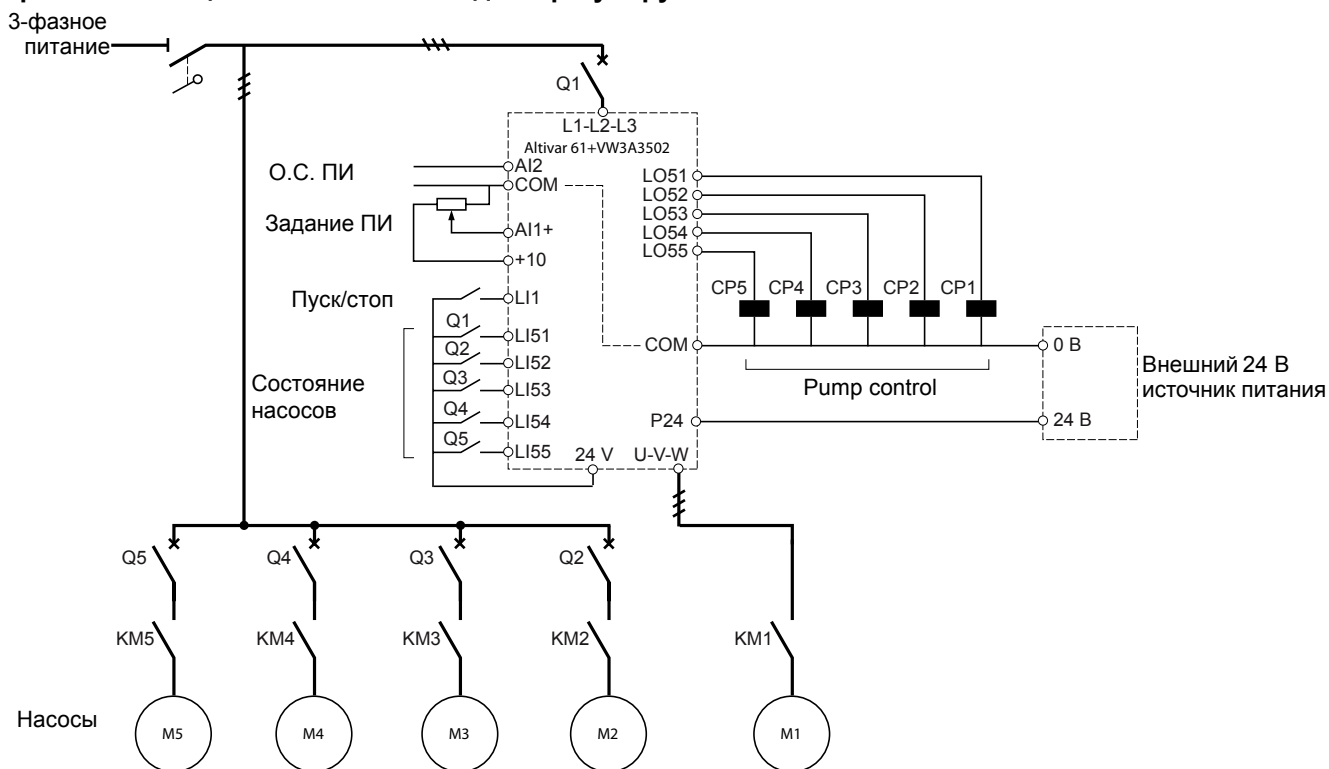 3-фазное
питание
Q1
L1-L2-L3
Altivar 61+VW3A3502
О.С. ПИ
AI2
COM
Задание ПИ
AI1+
+10
LO51
LO52
LO53
LO54
LO55
CP5
CP4
CP3
CP2
CP1
Пуск/стоп
LI1
Q1
LI51
Q2
LI52
Q3
LI53
Q4
LI54
Q5
LI55
Состояние
насосов
COM
0 В
Pump control
Внешний 24 В
источник питания
P24
24 В
24 V
U-V-W
Q5
Q4
Q3
Q2
KM5
KM4
KM3
KM2
KM1
Насосы
M5
M4
M3
M2
M1